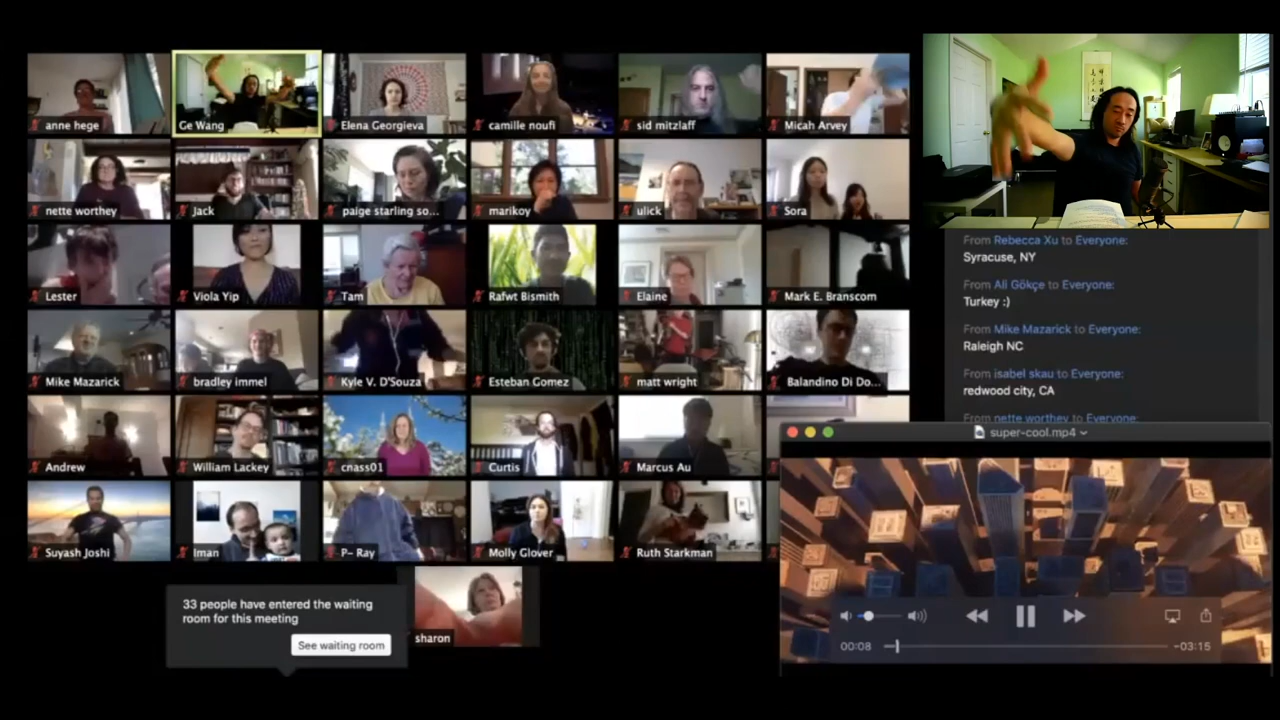 anne hege
Ge Wang
Elena Georgieva
camille noufi
sid mitzlaff
Micah Arvey
nette worthey
Jack
paige starling so...
marikoy
ulick
Sora
Lester
Viola Yip
Tam
Rafwt Bismith
Elaine
Mark E. Branscom
Mike Mazarick
bradley immel
Kyle V. D'Souza
Esteban Gomez
matt wright
Balandino Di Do...
Andrew
William Lackey
cnass01
Curtis
Marcus Au
Suyash Joshi
Iman
P- Ray
Molly Glover
Ruth Starkman
sharon
33 people have entered the waiting
room for this meeting
See waiting room
From Rebecca Xu to Everyone:
Syracuse, NY
From Ali Gökçe to Everyone:
Turkey :)
From Mike Mazarick to Everyone:
Raleigh NC
From isabel skau to Everyone:
redwood city, CA
From nette worthey to Everyone:
super-cool.mp4
00:08
-03:15